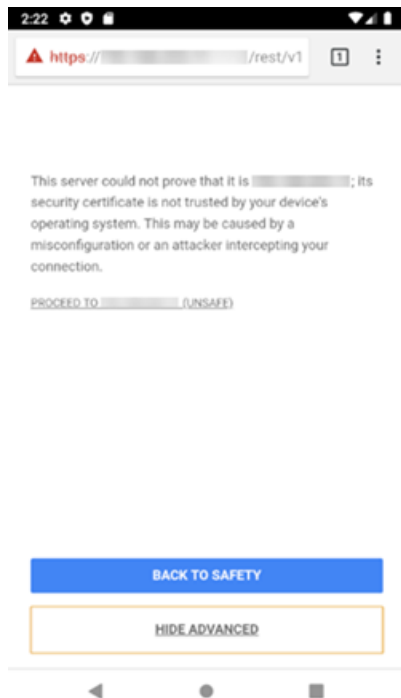 2:22
https:// /rest/v1 1
This server could not prove that it is ; its
security certificate is not trusted by your device's
operating system. This may be caused by a
misconfiguration or an attacker intercepting your
connection.
PROCEED TO (UNSAFE)
BACK TO SAFETY
HIDE ADVANCED